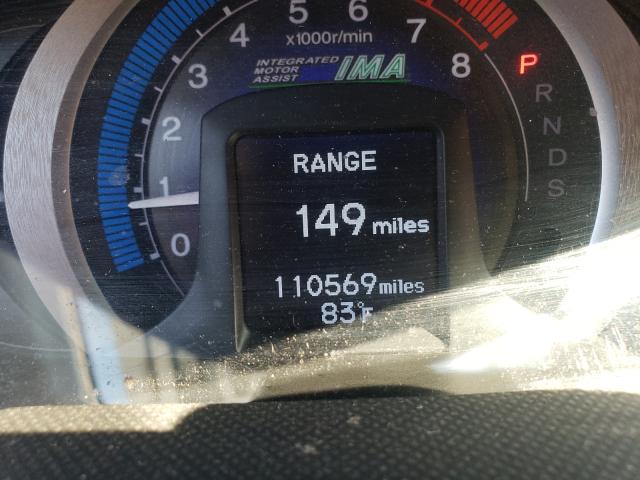 5 6
4 7
x1000r/min
3 8
INTEGRATED
MOTOR
ASSIST
IMA
P
R
2
N
D
RANGE
S
1
149 miles
0
110569 miles
83°F